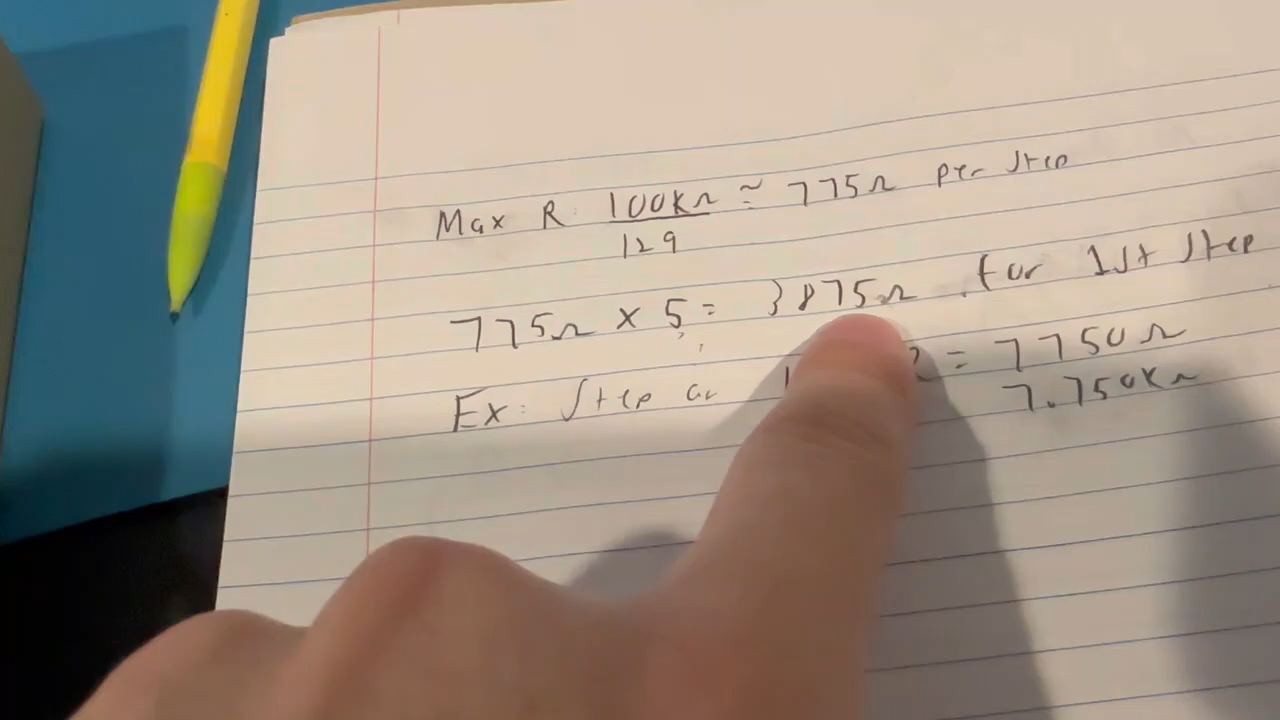 Max R: 100KΩ / 129 ≅ 775Ω per step
775Ω x 5 = 3875Ω for 1st step
Ex: Step = 7750Ω
7.750KΩ